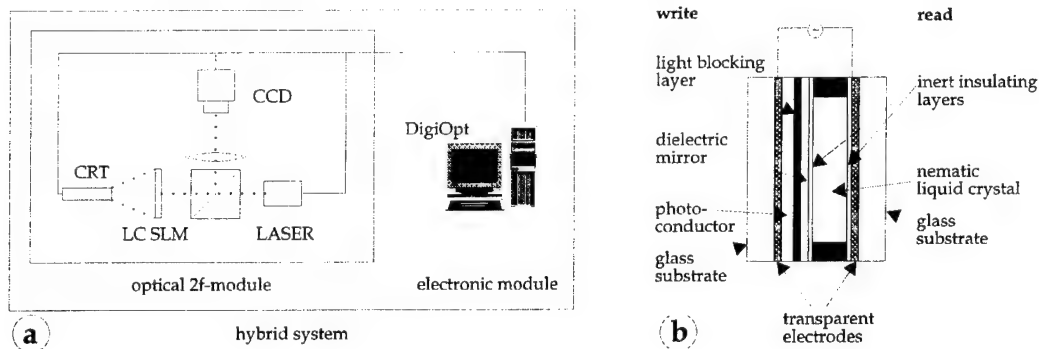 CCD
DigiOpt
CRT
LC SLM
LASER
optical 2f-module
electronic module
a
hybrid system
write
read
light blocking
layer
inert insulating
layers
dielectric
mirror
nematic
liquid crystal
photo-
conductor
glass
substrate
glass
substrate
transparent
electrodes
b